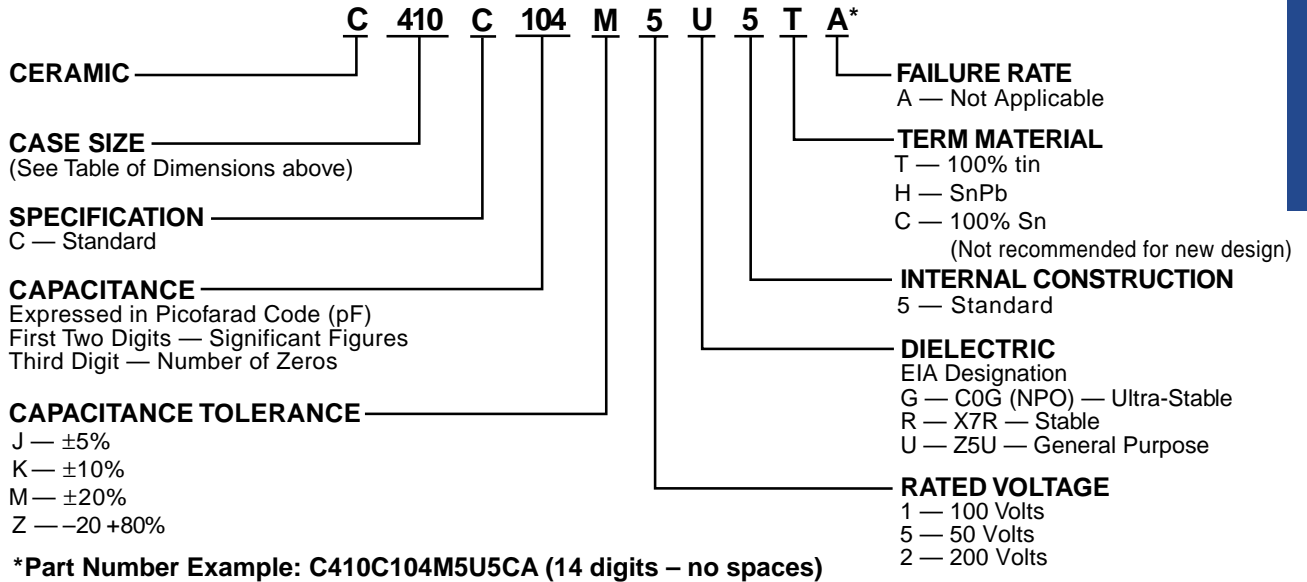 C 410 C 104 M 5 U 5 T A*
CERAMIC
CASE SIZE
(See Table of Dimensions above)
SPECIFICATION
C — Standard
CAPACITANCE
Expressed in Picofarad Code (pF)
First Two Digits — Significant Figures
Third Digit — Number of Zeros
CAPACITANCE TOLERANCE
J — ±5%
K — ±10%
M — ±20%
Z — –20 +80%
FAILURE RATE
A — Not Applicable
TERM MATERIAL
T — 100% tin
H — SnPb
C — 100% Sn
(Not recommended for new design)
INTERNAL CONSTRUCTION
5 — Standard
DIELECTRIC
EIA Designation
G — C0G (NPO) — Ultra-Stable
R — X7R — Stable
U — Z5U — General Purpose
RATED VOLTAGE
1 — 100 Volts
5 — 50 Volts
2 — 200 Volts
*Part Number Example: C410C104M5U5CA (14 digits – no spaces)